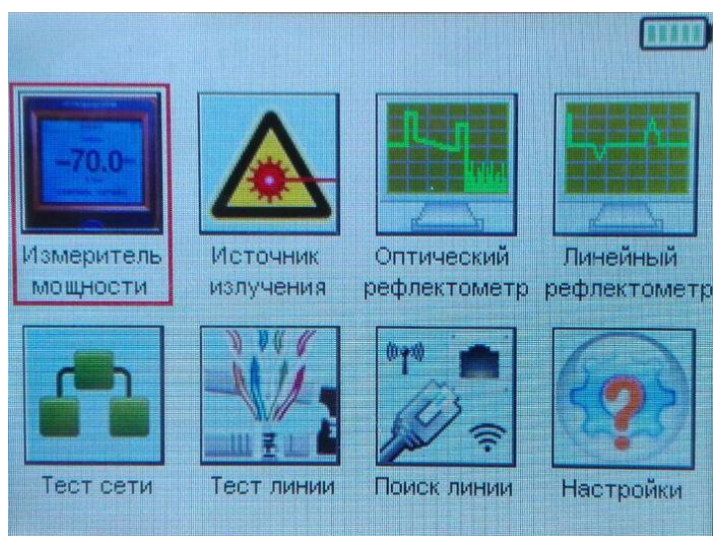 -70.0-
Измеритель
мощности
Источник
излучения
Оптический
рефлектометр
Линейный
рефлектометр
Тест сети
Тест линии
Поиск линии
Настройки